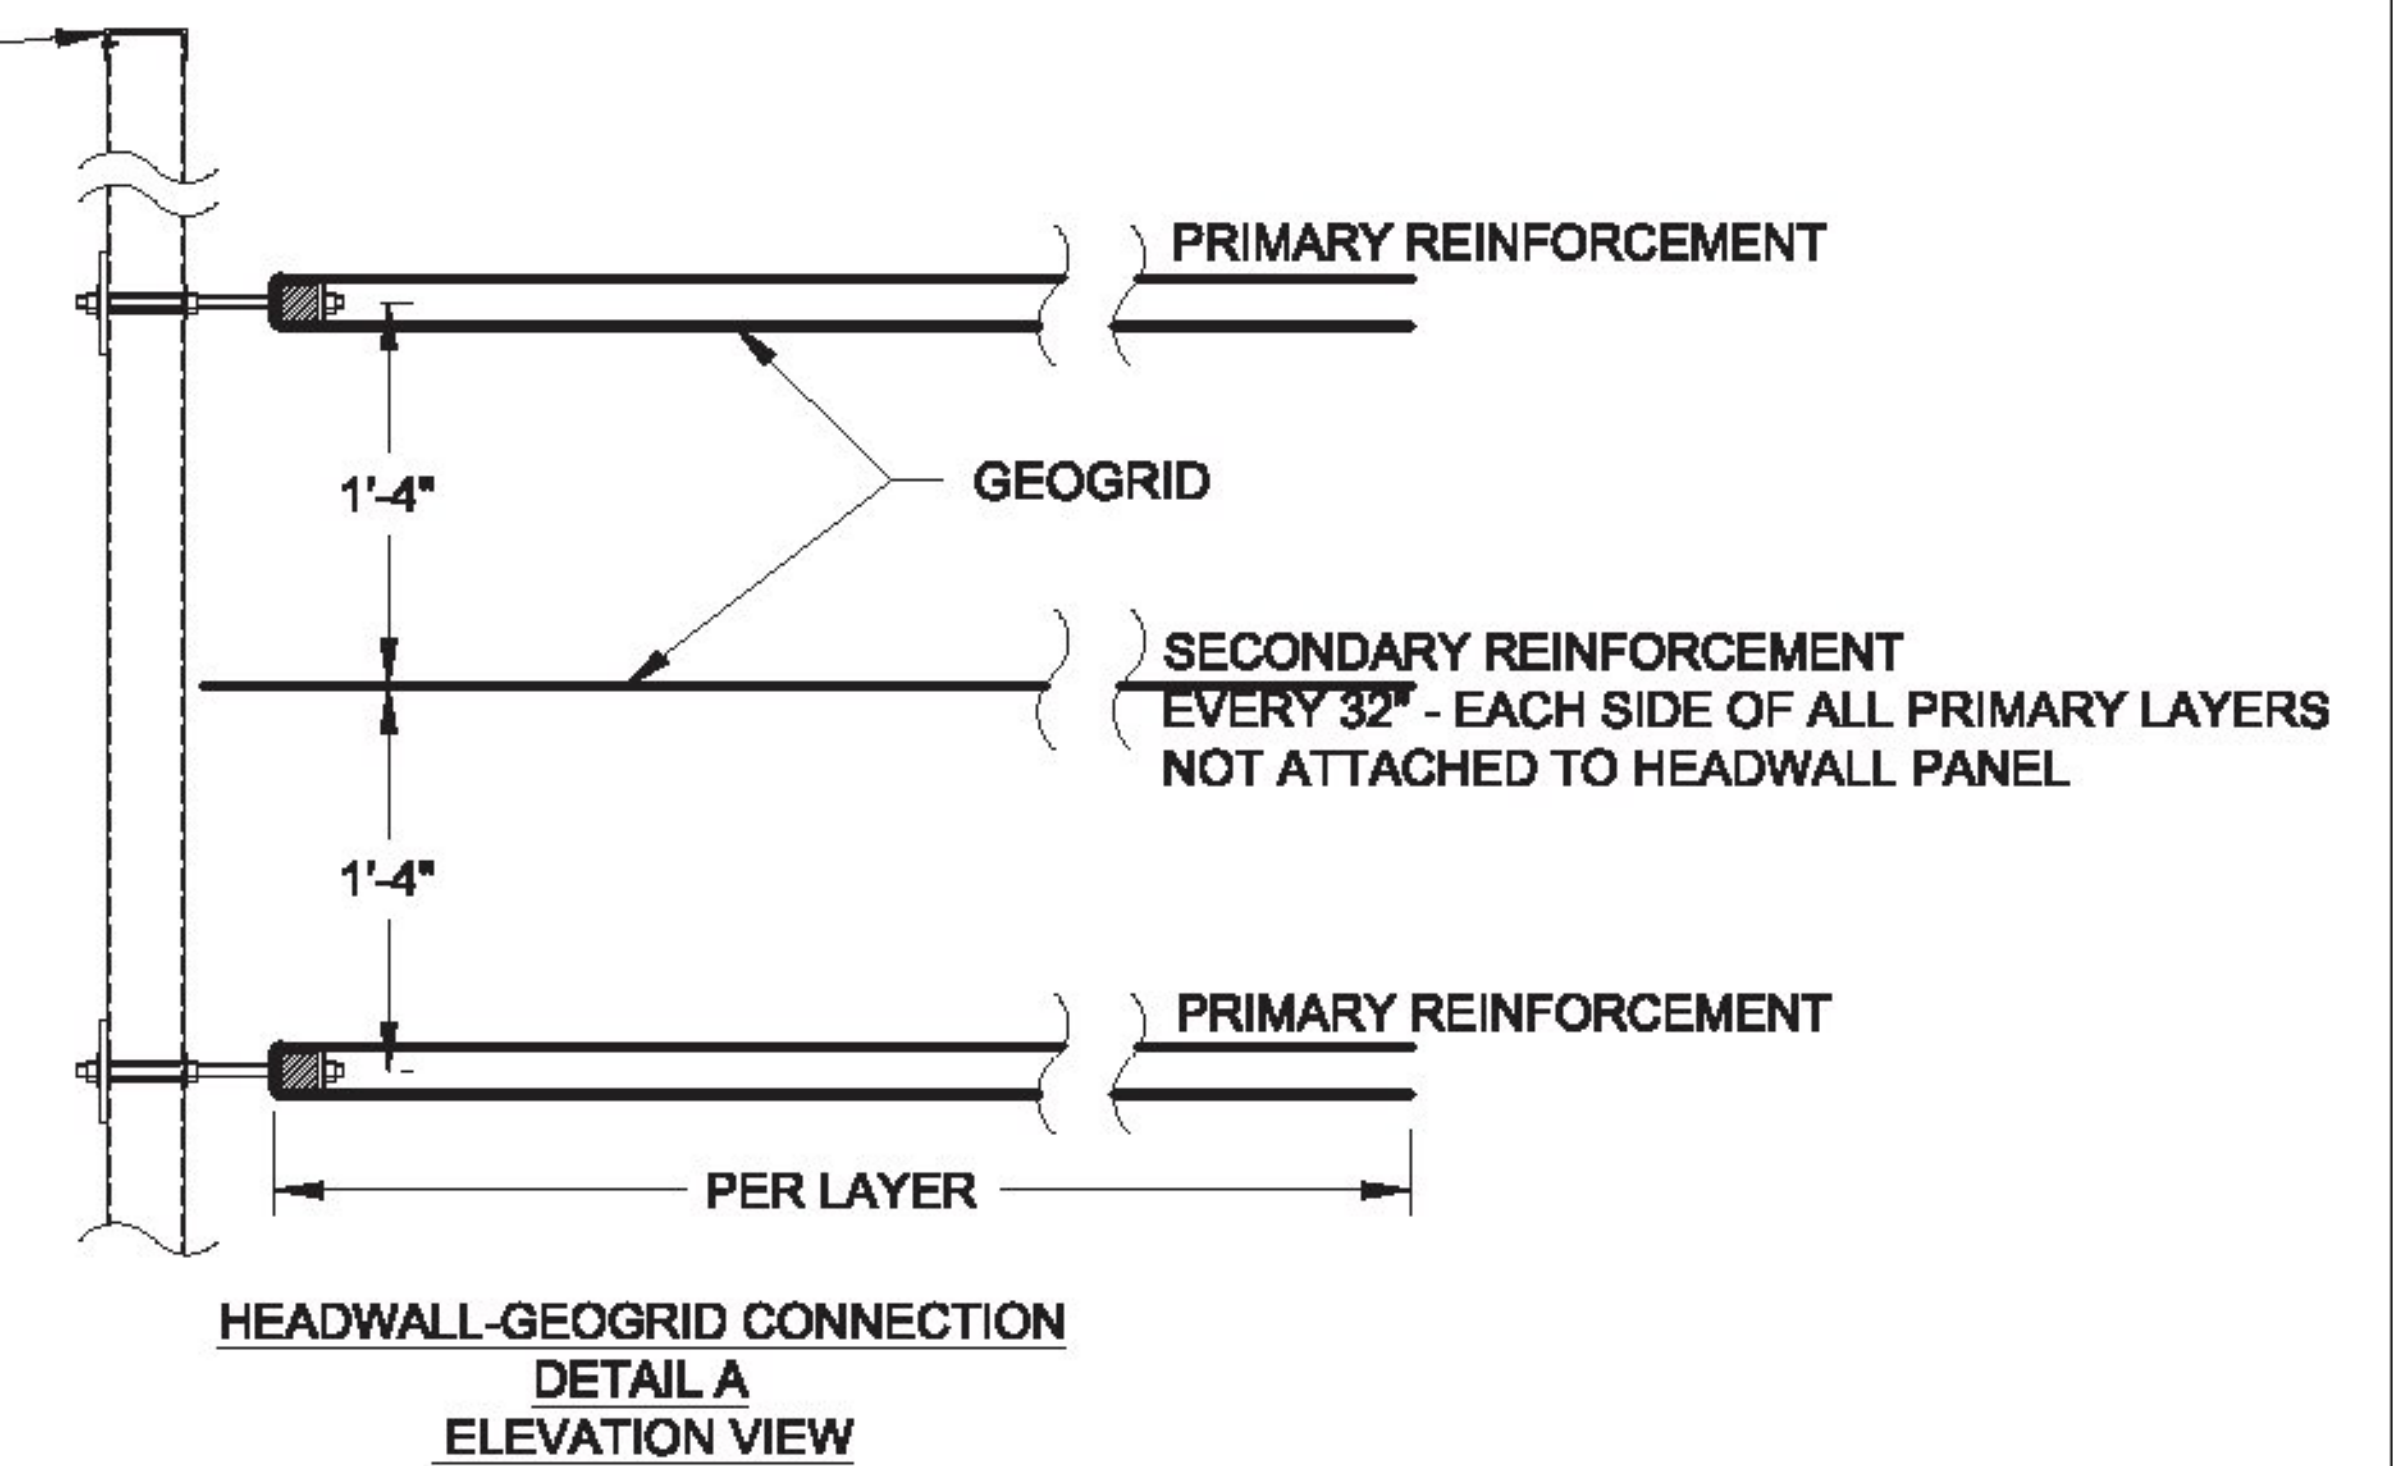 PRIMARY REINFORCEMENT
GEOGRID
1'-4"
SECONDARY REINFORCEMENT
EVERY 32" - EACH SIDE OF ALL PRIMARY LAYERS
NOT ATTACHED TO HEADWALL PANEL
1'-4"
PRIMARY REINFORCEMENT
PER LAYER
HEADWALL-GEOGRID CONNECTION
DETAIL A
ELEVATION VIEW